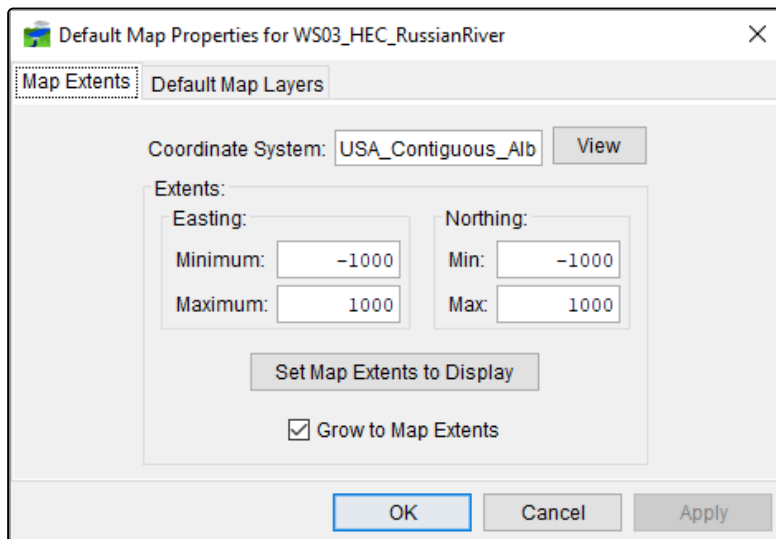 Default Map Properties for WS03_HEC_RussianRiver
Map Extents Default Map Layers
Coordinate System: USA_Contiguous_Alb View
Extents:
Easting: Northing:
Minimum: -1000 Min: -1000
Maximum: 1000 Max: 1000
Set Map Extents to Display
Grow to Map Extents
OK Cancel Apply